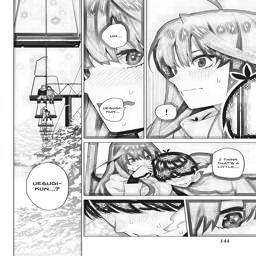 UM...
UESUGI-
KUN...
!
I THINK
THAT'S A
LITTLE...
UESUGI-
KUN...?
144